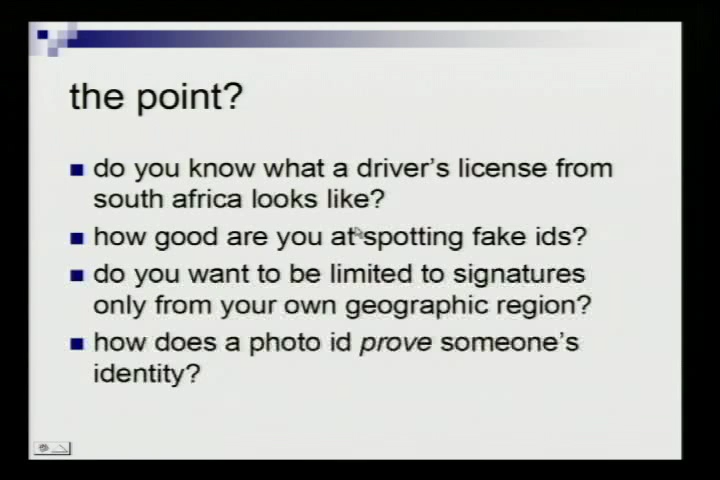 the point?
do you know what a driver's license from
south africa looks like?
how good are you at spotting fake ids?
do you want to be limited to signatures
only from your own geographic region?
how does a photo id prove someone's
identity?